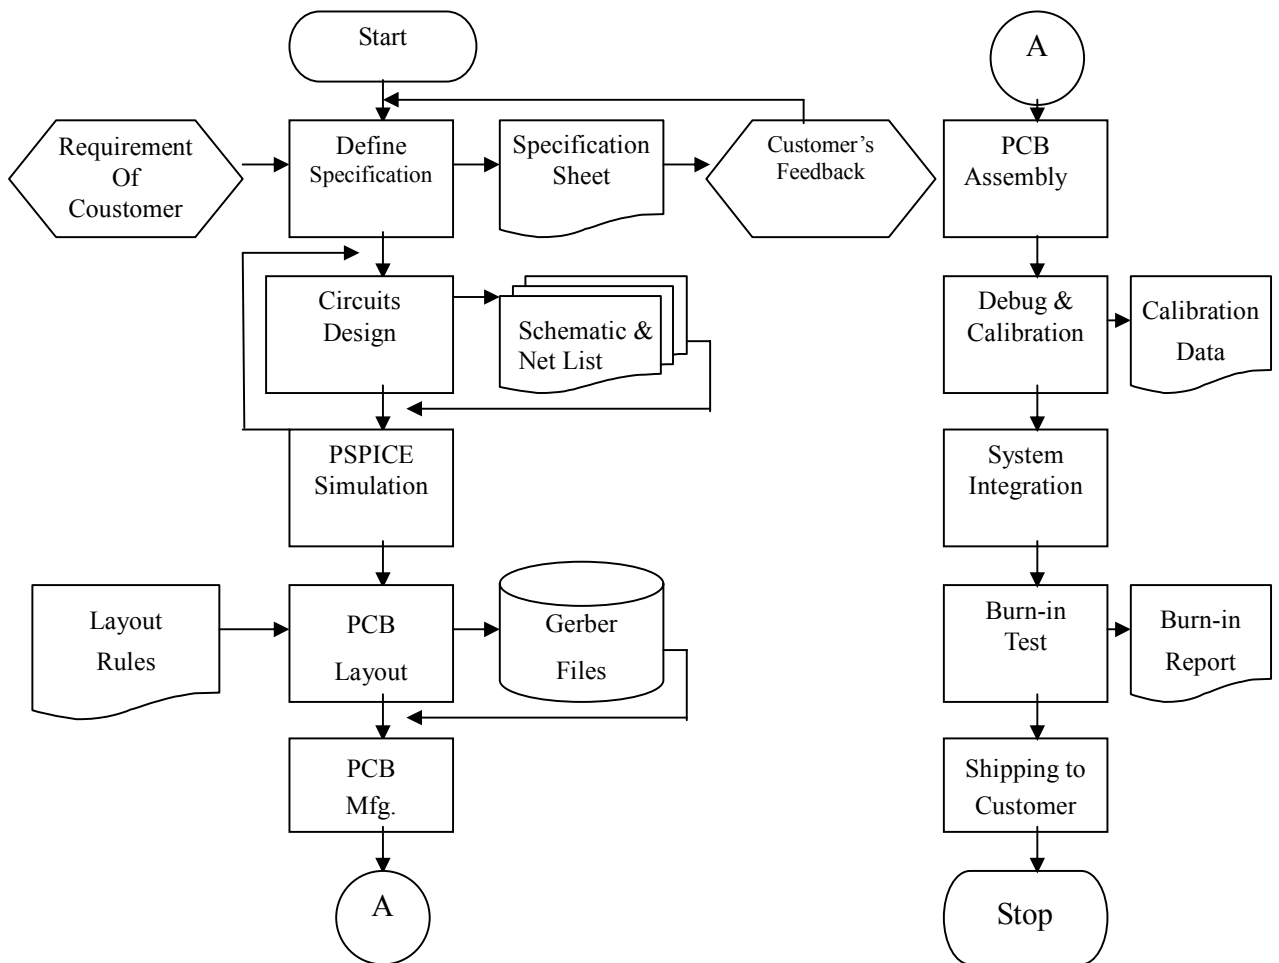 Start
Requirement
Of
Coustomer
Define
Specification
Specification
Sheet
Customer’s
Feedback
Circuits
Design
Schematic &
Net List
PSPICE
Simulation
Layout
Rules
PCB
Layout
Gerber
Files
PCB
Mfg.
A
A
PCB
Assembly
Debug &
Calibration
Calibration
Data
System
Integration
Burn-in
Test
Burn-in
Report
Shipping to
Customer
Stop